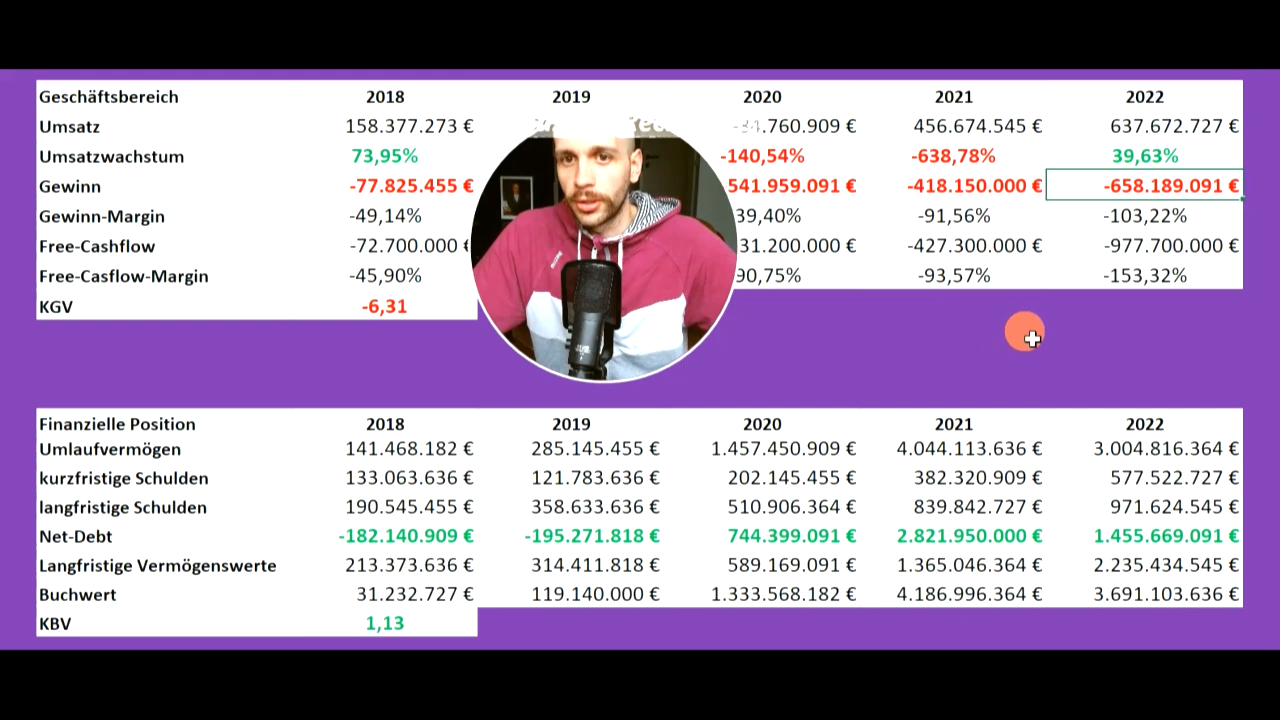 Geschäftsbereich 2018 2019 2020 2021 2022
Umsatz 158.377.273 € 456.674.545 € 637.672.727 €
Umsatzwachstum 73,95% -140,54% -638,78% 39,63%
Gewinn -77.825.455 € 541.959.091 € -418.150.000 € -658.189.091 €
Gewinn-Margin -49,14% 39,40% -91,56% -103,22%
Free-Cashflow -72.700.000 € 31.200.000 € -427.300.000 € -977.700.000 €
Free-Casflow-Margin -45,90% 90,75% -93,57% -153,32%
KGV -6,31
Finanzielle Position 2018 2019 2020 2021 2022
Umlaufvermögen 141.468.182 € 285.145.455 € 1.457.450.909 € 4.044.113.636 € 3.004.816.364 €
kurzfristige Schulden 133.063.636 € 121.783.636 € 202.145.455 € 382.320.909 € 577.522.727 €
langfristige Schulden 190.545.455 € 358.633.636 € 510.906.364 € 839.842.727 € 971.624.545 €
Net-Debt -182.140.909 € -195.271.818 € 744.399.091 € 2.821.950.000 € 1.455.669.091 €
Langfristige Vermögenswerte 213.373.636 € 314.411.818 € 589.169.091 € 1.365.046.364 € 2.235.434.545 €
Buchwert 31.232.727 € 119.140.000 € 1.333.568.182 € 4.186.996.364 € 3.691.103.636 €
KBV 1,13